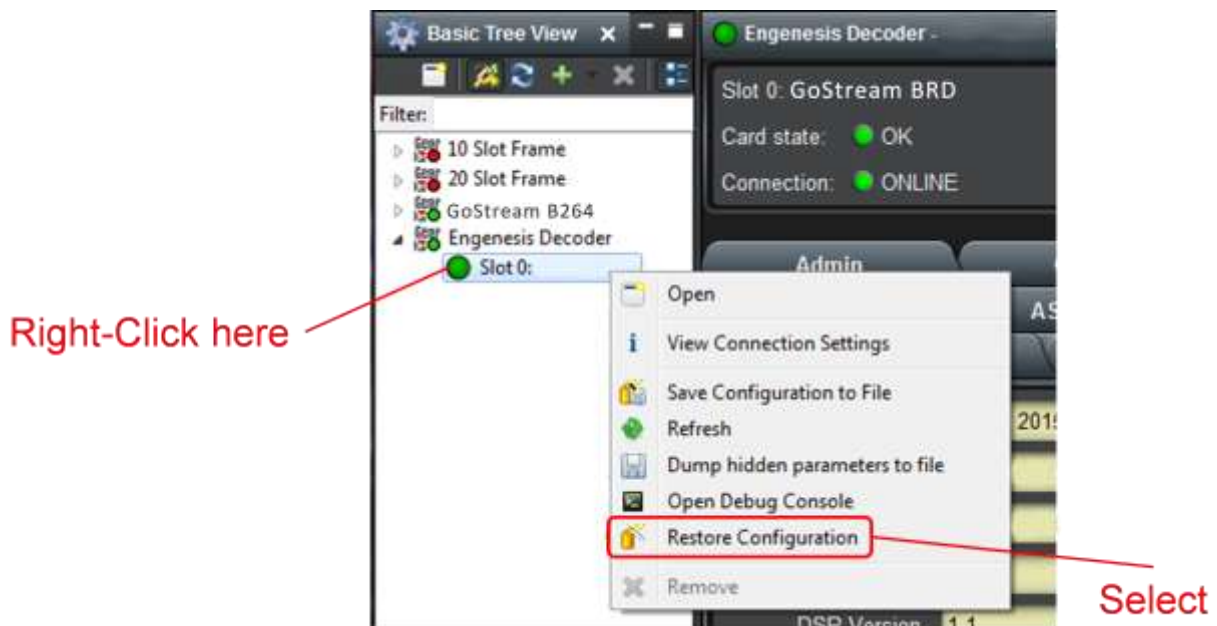 Basic Tree View
Filter:
10 Slot Frame
20 Slot Frame
GoStream B264
Engenesis Decoder
Slot 0:
Engenesis Decoder -
Slot 0: GoStream BRD
Card state: OK
Connection: ONLINE
Admin
AS
201
Open
View Connection Settings
Save Configuration to File
Refresh
Dump hidden parameters to file
Open Debug Console
Restore Configuration
Remove
DSP Version 1.1
Right-Click here
Select